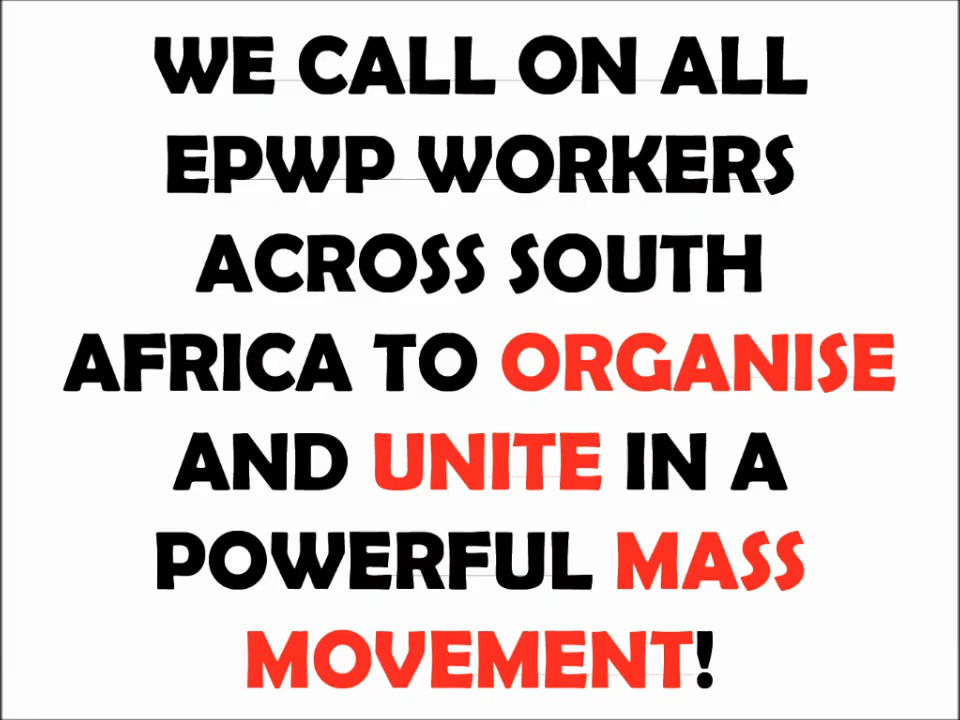 WE CALL ON ALL
EPWP WORKERS
ACROSS SOUTH
AFRICA TO ORGANISE
AND UNITE IN A
POWERFUL MASS
MOVEMENT!